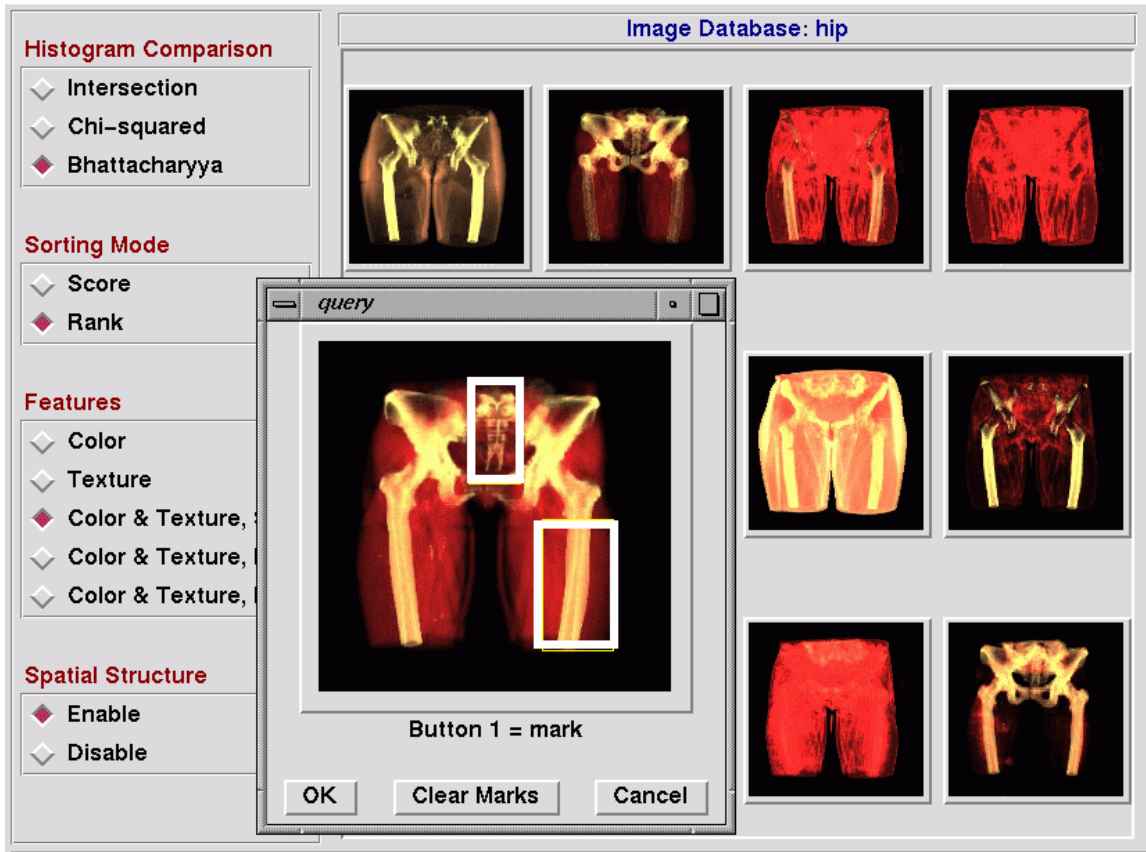 Histogram Comparison
Intersection
Chi-squared
Bhattacharyya
Sorting Mode
Score
Rank
Features
Color
Texture
Color & Texture,
Color & Texture,
Color & Texture,
Spatial Structure
Enable
Disable
Image Database: hip
query
Button 1 = mark
OK
Clear Marks
Cancel